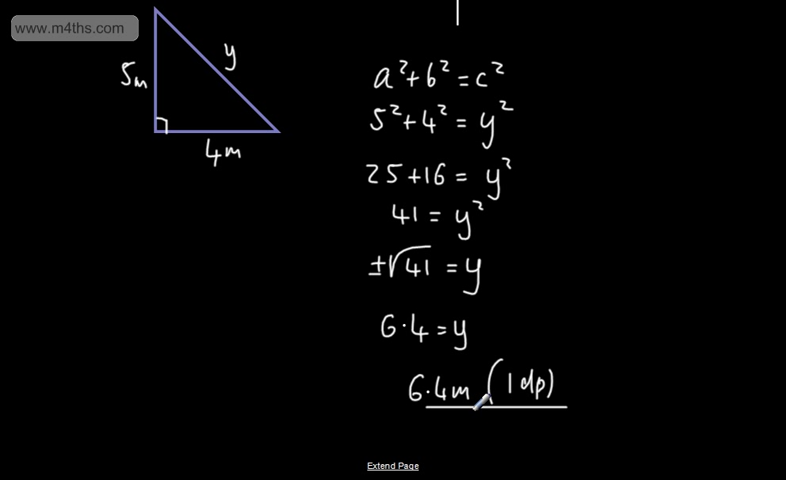 www.m4ths.com
5m
y
4m
a²+b²=c²
5²+4²=y²
25+16=y²
41=y²
±√41=y
6·4=y
6·4m (1dp)
Extend Page